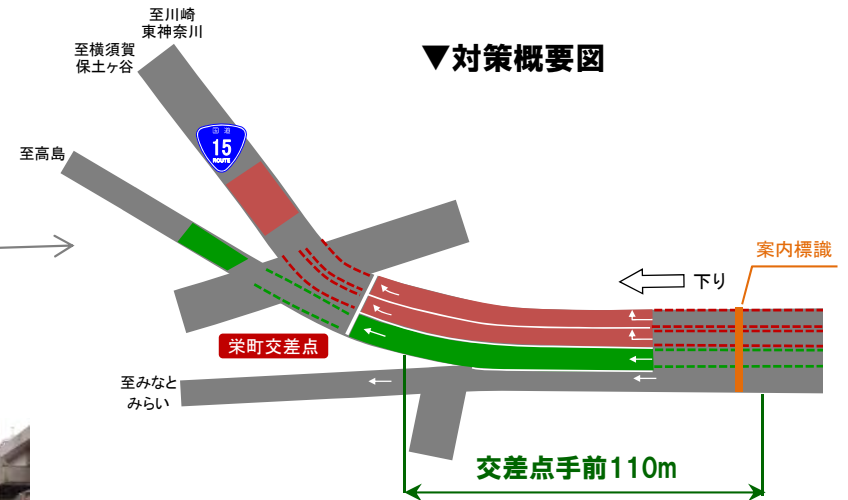 ▼対策概要図
至川崎
東神奈川
至横須賀
保土ヶ谷
国道
15
ROUTE
至高島
案内標識
下り
栄町交差点
至みなと
みらい
交差点手前110m